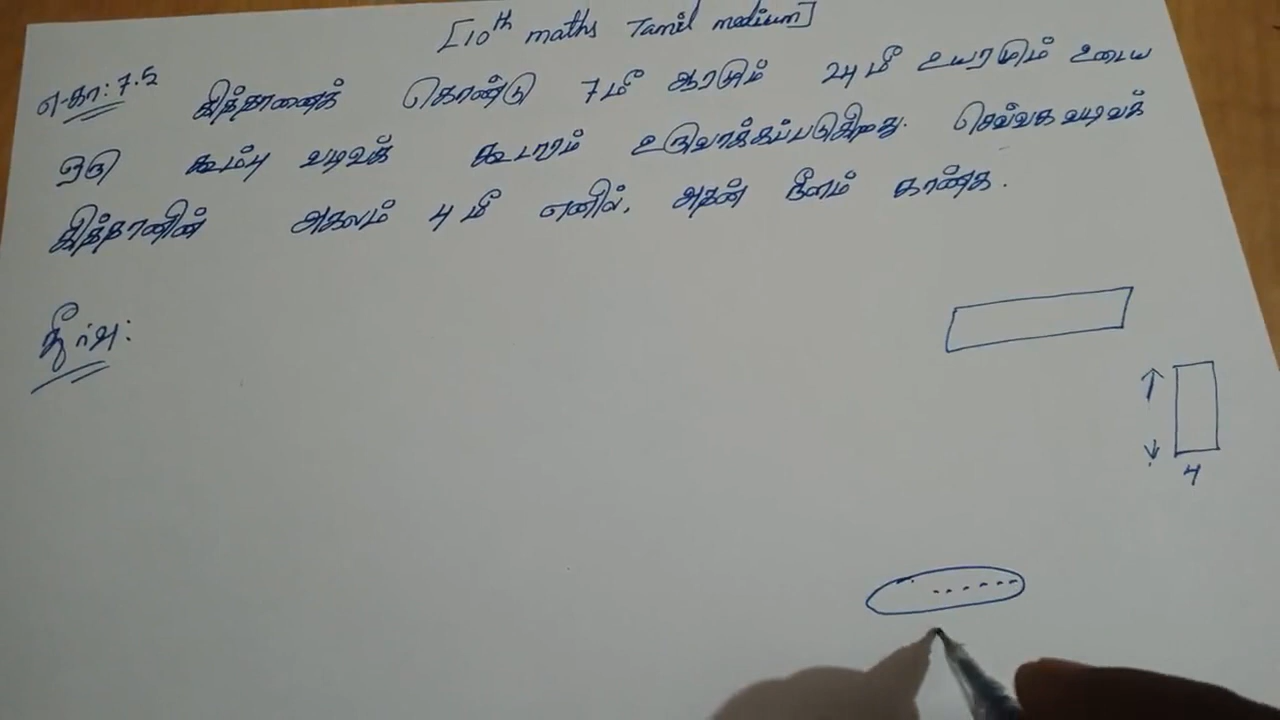 [10th maths Tamil medium]
எ-கா: 7.5 கித்தானைக் கொண்டு 7மீ ஆரமும் 24 மீ உயரமும் உடைய
ஒரு கூம்பு வடிவக் கூடாரம் உருவாக்கப்படுகிறது. செவ்வக வடிவக்
கித்தானின் அகலம் 4 மீ எனில், அதன் நீளம் காண்க.
தீர்வு:
4